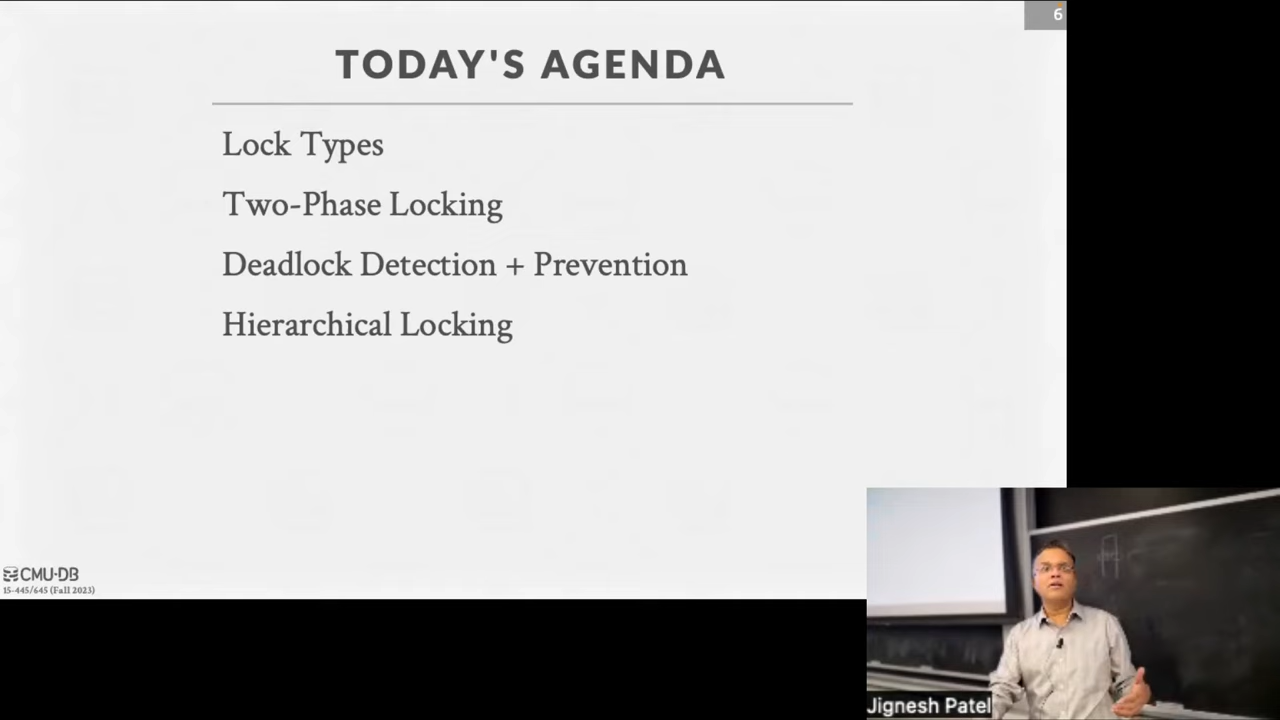 6
TODAY'S AGENDA
Lock Types
Two-Phase Locking
Deadlock Detection + Prevention
Hierarchical Locking
CMU·DB
15-445/645 (Fall 2023)
Jignesh Patel